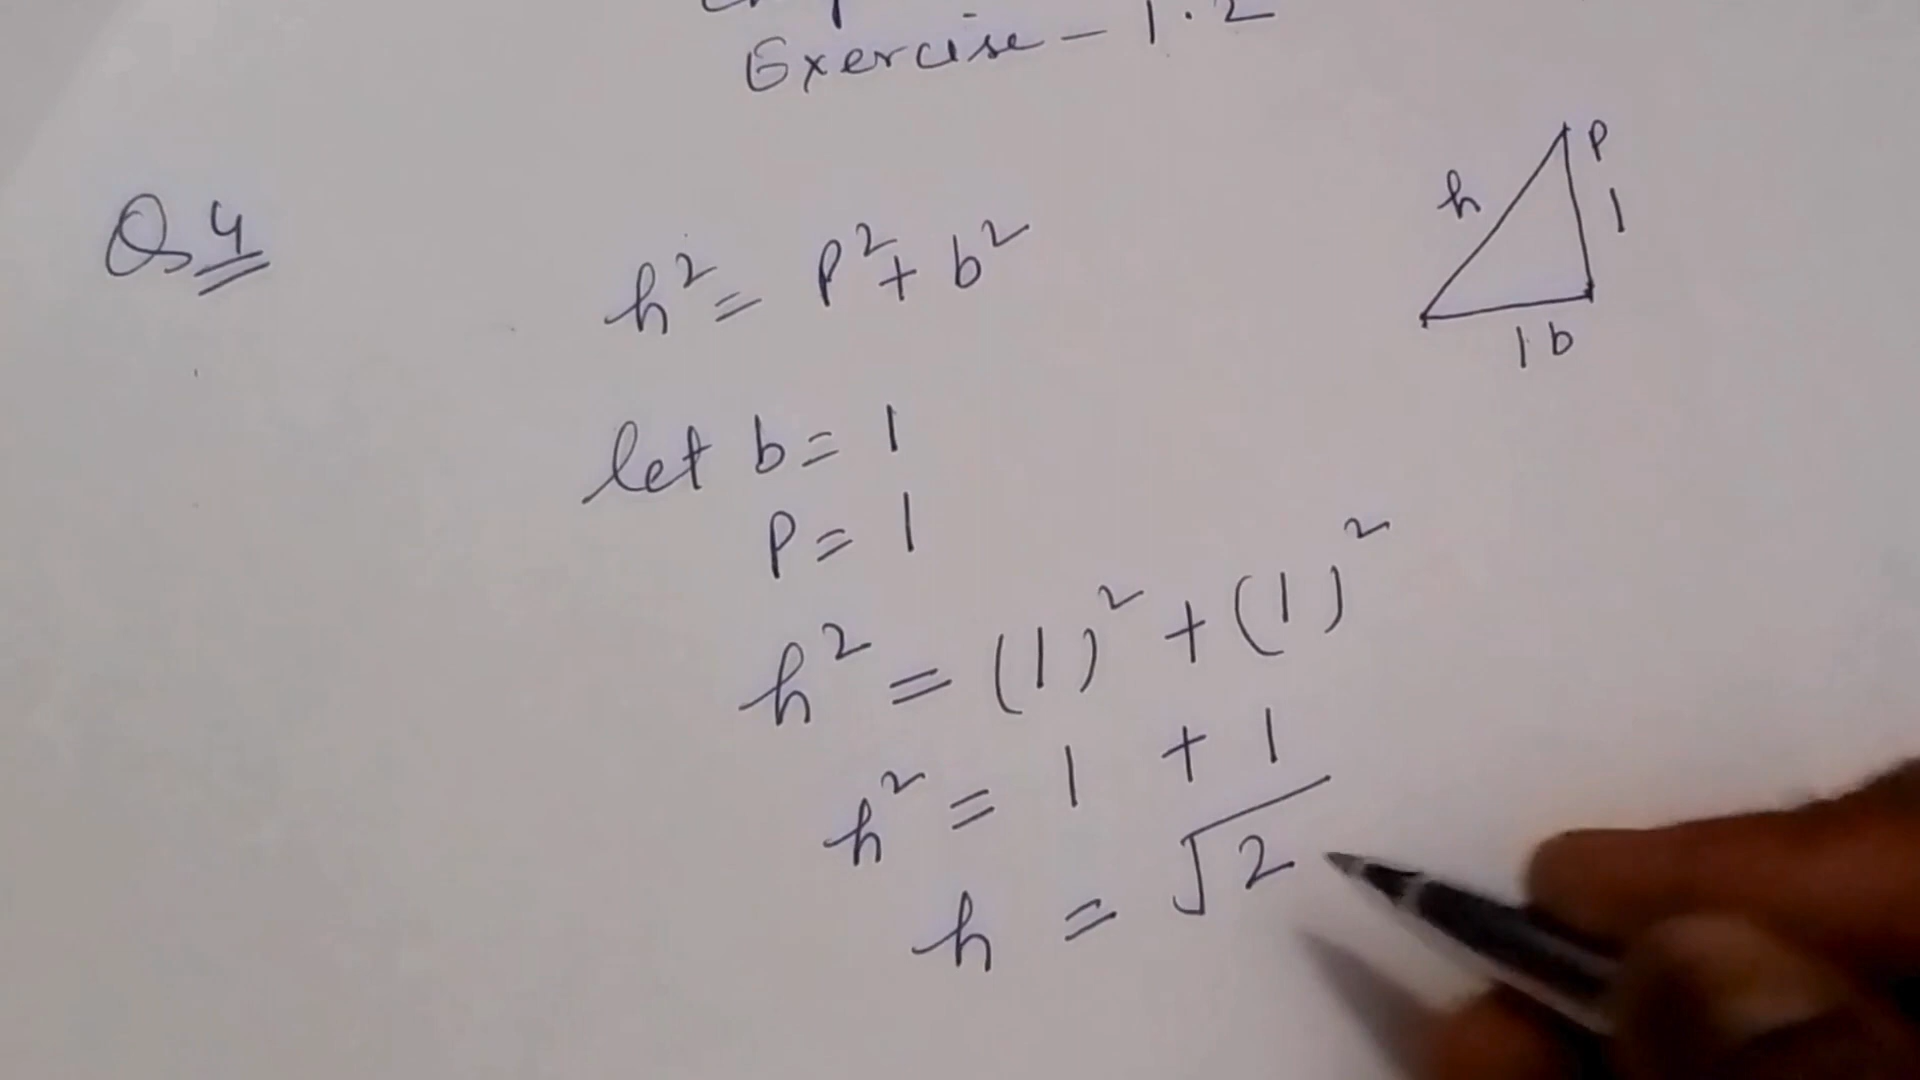 Exercise - 1.2
Q 4
h² = P² + b²
h
P
1
1 b
let b = 1
P = 1
h² = (1)² + (1)²
h² = 1 + 1
h = √2